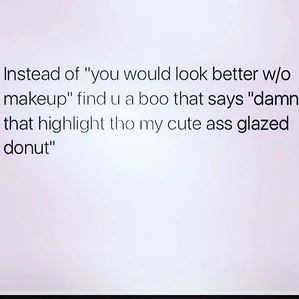 Instead of "you would look better w/o
makeup" find u a boo that says "damn
that highlight tho my cute ass glazed
donut"